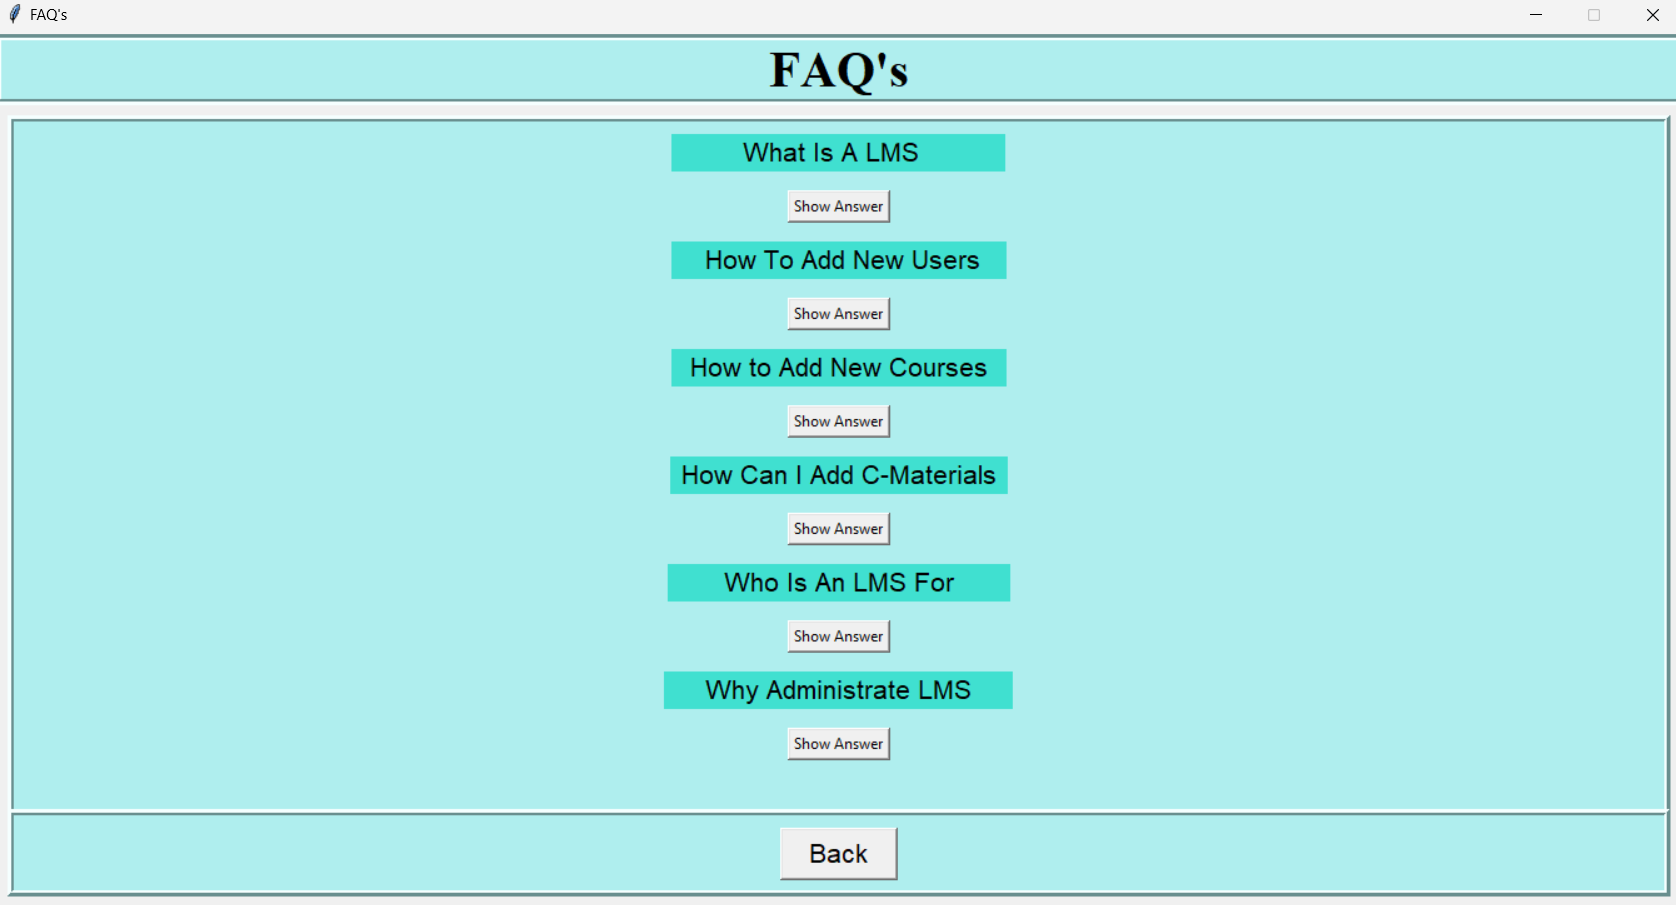 FAQ's
FAQ's
What Is A LMS
Show Answer
How To Add New Users
Show Answer
How to Add New Courses
Show Answer
How Can I Add C-Materials
Show Answer
Who Is An LMS For
Show Answer
Why Administrate LMS
Show Answer
Back